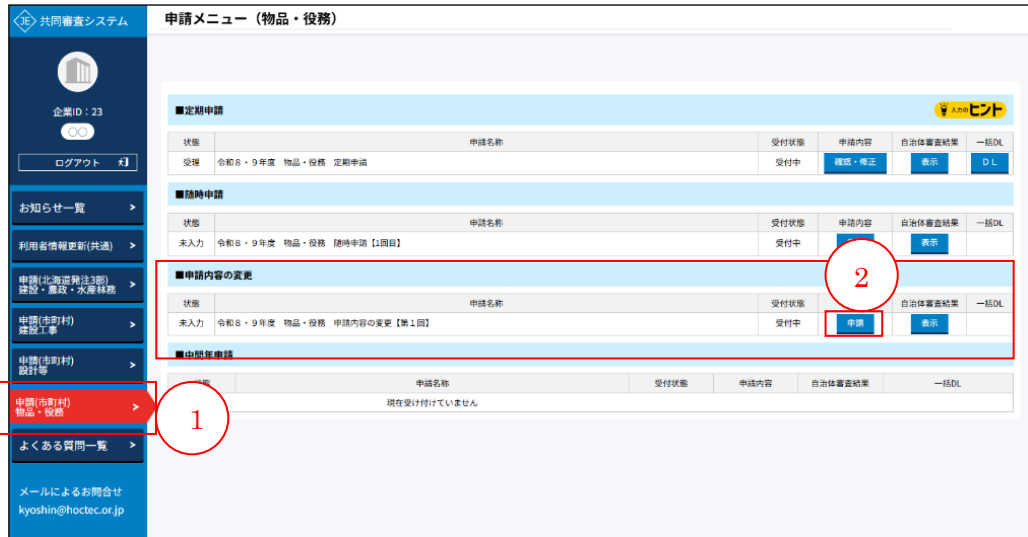 JE 共同審査システム
申請メニュー（物品・役務）
企業ID：23
○○
ログアウト
お知らせ一覧 >
利用者情報更新(共通) >
申請(北海道発注3部)
建設・農政・水産林務 >
申請(市町村)
建設工事 >
申請(市町村)
設計等 >
申請(市町村)
物品・役務 >
よくある質問一覧 >
メールによるお問合せ
kyoshin@hoctec.or.jp
1
■定期申請
入力のヒント
状態 申請名称 受付状態 申請内容 自治体審査結果 一括DL
受理 令和８・９年度 物品・役務 定期申請 受付中 確認・修正 表示 ＤＬ
■随時申請
状態 申請名称 受付状態 申請内容 自治体審査結果 一括DL
未入力 令和８・９年度 物品・役務 随時申請【1回目】 受付中 表示
■申請内容の変更
2
状態 申請名称 受付状態 自治体審査結果 一括DL
未入力 令和８・９年度 物品・役務 申請内容の変更【第１回】 受付中 申請 表示
■中間年申請
申請名称 受付状態 申請内容 自治体審査結果 一括DL
現在受け付けていません